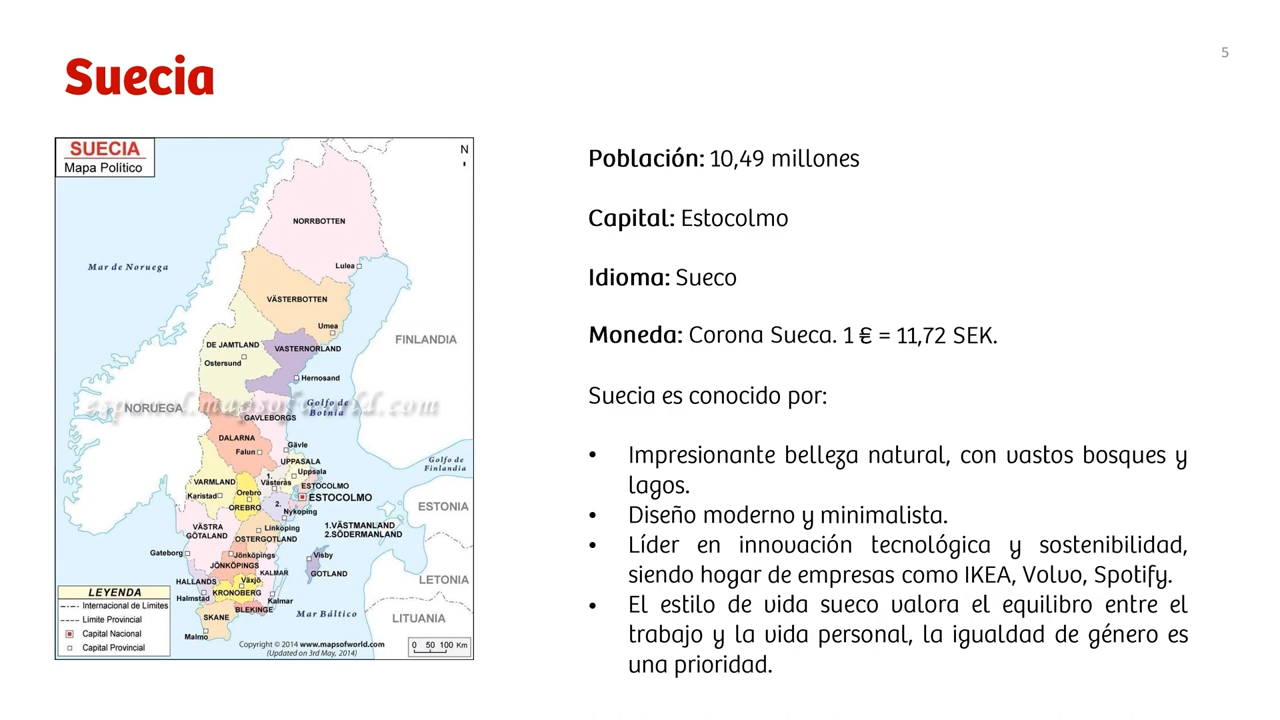 5
Suecia
SUECIA
Mapa Político
N
NORRBOTTEN
Mar de Noruega
Lulea
VÄSTERBOTTEN
Umea
FINLANDIA
DE JAMTLAND
VASTERNORLAND
Ostersund
Hernosand
espanol.mapsofworld.com
NORUEGA
Golfo de
Botnia
GAVLEBORGS
DALARNA
Falun
Gävle
UPPASALA
Uppsala
Golfo de
Finlandia
VARMLAND
1.
Västerås
ESTOCOLMO
Karistad
Orebro
ESTOCOLMO
2.
OREBRO
Nykoping
ESTONIA
VÄSTRA
GÖTALAND
Linkoping
1.VÄSTMANLAND
2.SÖDERMANLAND
OSTERGOTLAND
Gateborg
Jönköpings
Visby
JÖNKÖPINGS
KALMAR
GOTLAND
HALLANDS
Växjö
LETONIA
KRONOBERG
Halmstad
Kalmar
BLEKINGE
SKANE
Mar Báltico
LITUANIA
Malmo
LEYENDA
Internacional de Límites
Límite Provincial
Capital Nacional
Capital Provincial
Copyright © 2014 www.mapsofworld.com
(Updated on 3rd May, 2014)
0 50 100 Km
Población: 10,49 millones
Capital: Estocolmo
Idioma: Sueco
Moneda: Corona Sueca. 1 € = 11,72 SEK.
Suecia es conocido por:
• Impresionante belleza natural, con vastos bosques y
lagos.
• Diseño moderno y minimalista.
• Líder en innovación tecnológica y sostenibilidad,
siendo hogar de empresas como IKEA, Volvo, Spotify.
• El estilo de vida sueco valora el equilibro entre el
trabajo y la vida personal, la igualdad de género es
una prioridad.